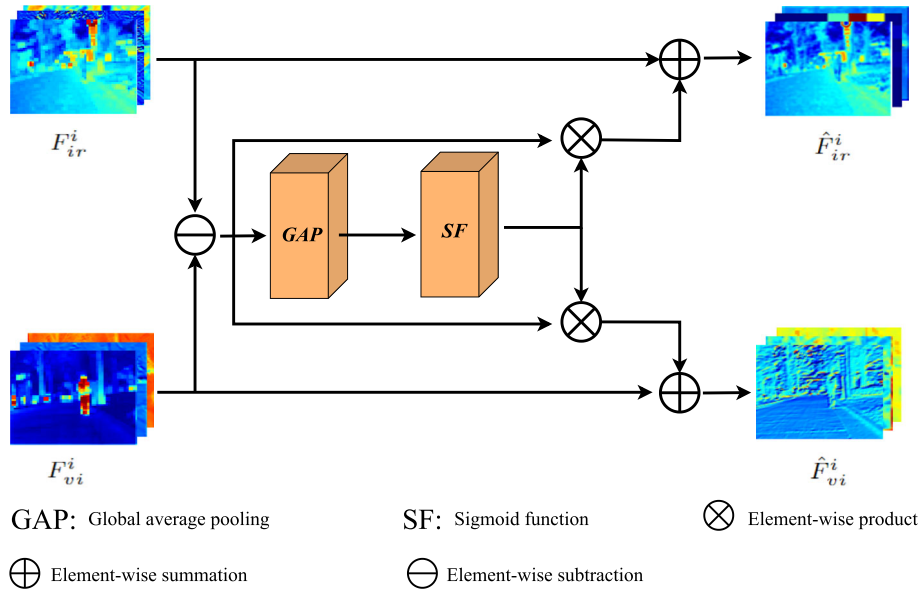 F^i_{ir}
F̂^i_{ir}
GAP
SF
F^i_{vi}
F̂^i_{vi}
GAP: Global average pooling
SF: Sigmoid function
Element-wise product
Element-wise summation
Element-wise subtraction